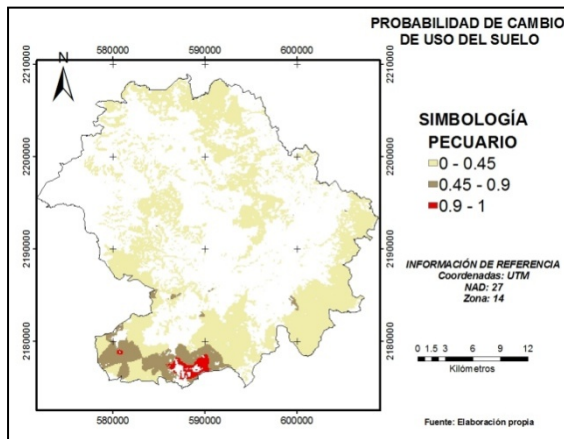 PROBABILIDAD DE CAMBIO
DE USO DEL SUELO
580000 590000 600000
2210000
2200000
2190000
2180000
2210000
2200000
2190000
2180000
N
SIMBOLOGÍA
PECUARIO
0 - 0.45
0.45 - 0.9
0.9 - 1
INFORMACIÓN DE REFERENCIA
Coordenadas: UTM
NAD: 27
Zona: 14
0 1.5 3 6 9 12
Kilómetros
580000 590000 600000
Fuente: Elaboración propia